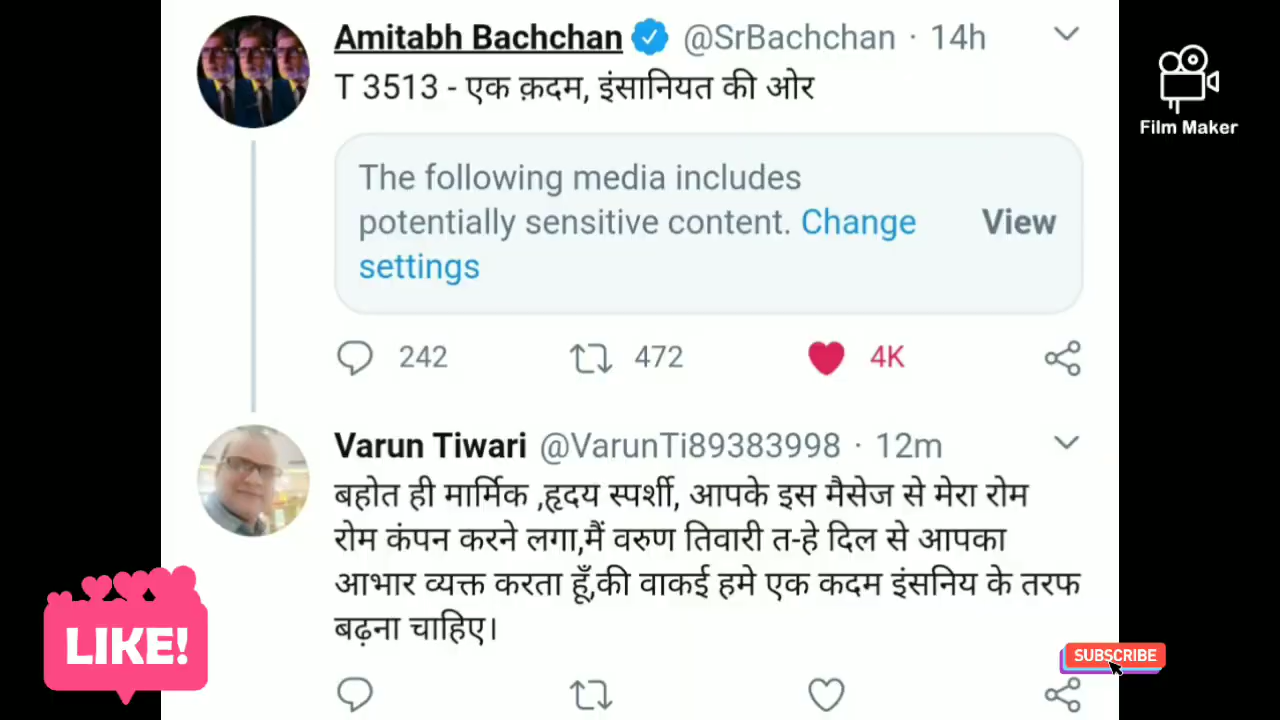 Amitabh Bachchan @SrBachchan · 14h
T 3513 - एक क़दम, इंसानियत की ओर
Film Maker
The following media includes
potentially sensitive content. Change
View
settings
242 472 4K
Varun Tiwari @VarunTi89383998 · 12m
बहोत ही मार्मिक ,हृदय स्पर्शी, आपके इस मैसेज से मेरा रोम
रोम कंपन करने लगा,मैं वरुण तिवारी त-हे दिल से आपका
आभार व्यक्त करता हूँ,की वाकई हमे एक कदम इंसनिय के तरफ
बढ़ना चाहिए।
LIKE!
SUBSCRIBE